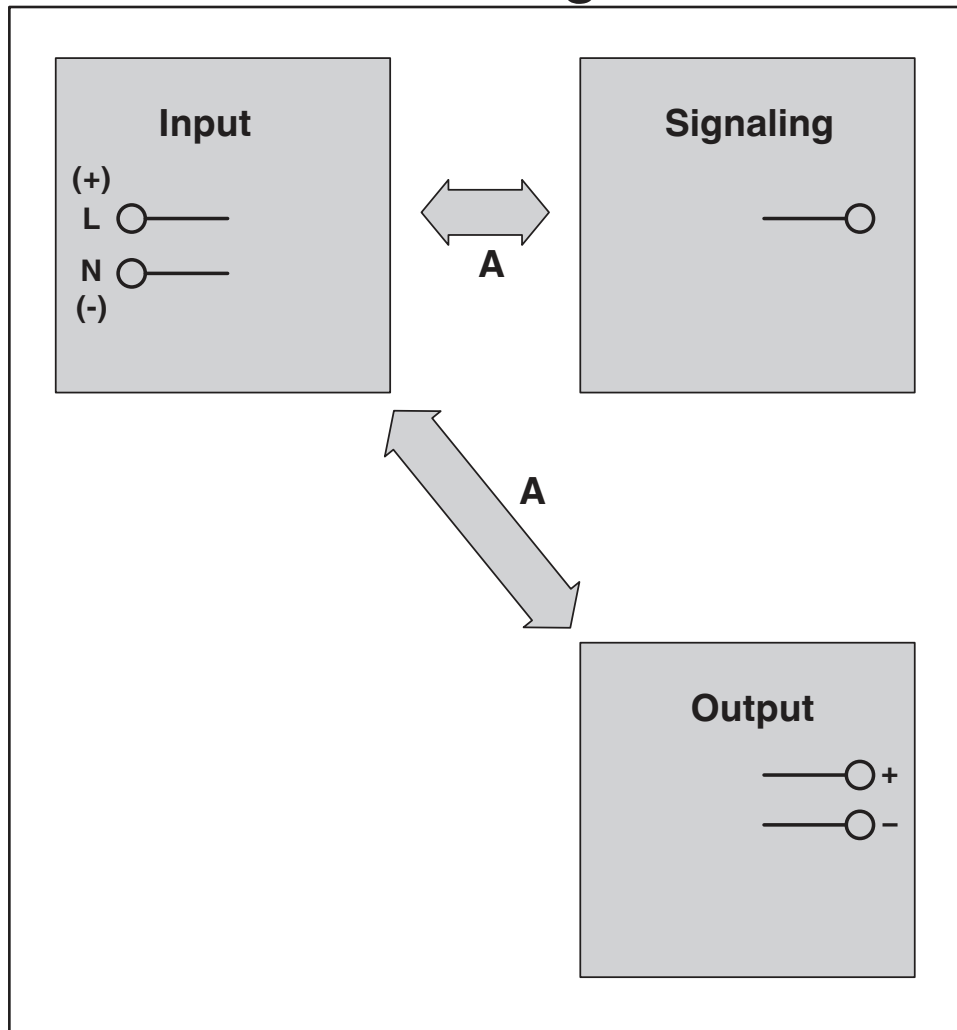 Input
(+)
L
N
(-)
A
Signaling
A
Output
+
–